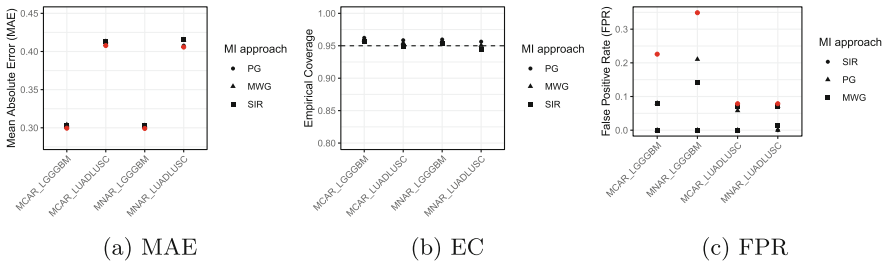 Mean Absolute Error (MAE)
0.45
0.40
0.35
0.30
MCAR_LGGGBM
MCAR_LUADLUSC
MNAR_LGGGBM
MNAR_LUADLUSC
MI approach
PG
MWG
SIR
(a) MAE
Empirical Coverage
1.00
0.95
0.90
0.85
0.80
MCAR_LGGGBM
MCAR_LUADLUSC
MNAR_LGGGBM
MNAR_LUADLUSC
MI approach
PG
MWG
SIR
(b) EC
False Positive Rate (FPR)
0.3
0.2
0.1
0.0
MCAR_LGGGBM
MNAR_LGGGBM
MCAR_LUADLUSC
MNAR_LUADLUSC
MI approach
SIR
PG
MWG
(c) FPR